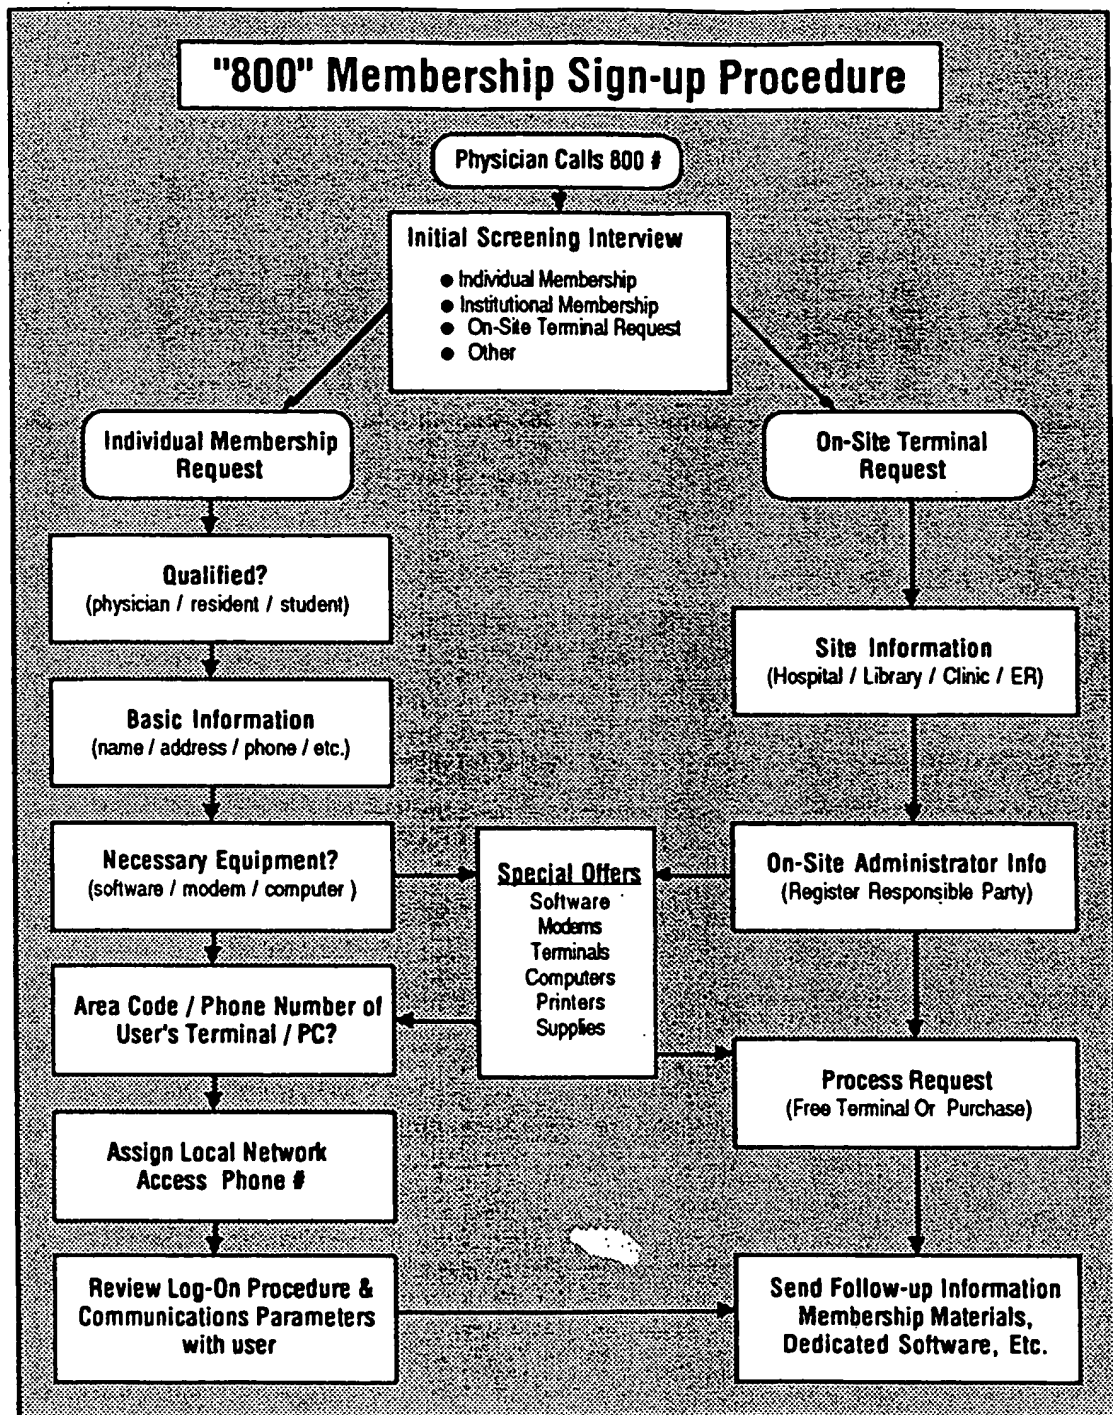 "800" Membership Sign-up Procedure
Physician Calls 800 #
Initial Screening Interview
● Individual Membership
● Institutional Membership
● On-Site Terminal Request
● Other
Individual Membership
Request
Qualified?
(physician / resident / student)
Basic Information
(name / address / phone / etc.)
Necessary Equipment?
(software / modem / computer )
Area Code / Phone Number of
User's Terminal / PC?
Assign Local Network
Access Phone #
Review Log-On Procedure &
Communications Parameters
with user
Special Offers
Software
Modems
Terminals
Computers
Printers
Supplies
On-Site Terminal
Request
Site Information
(Hospital / Library / Clinic / ER)
On-Site Administrator Info
(Register Responsible Party)
Process Request
(Free Terminal Or Purchase)
Send Follow-up Information
Membership Materials,
Dedicated Software, Etc.